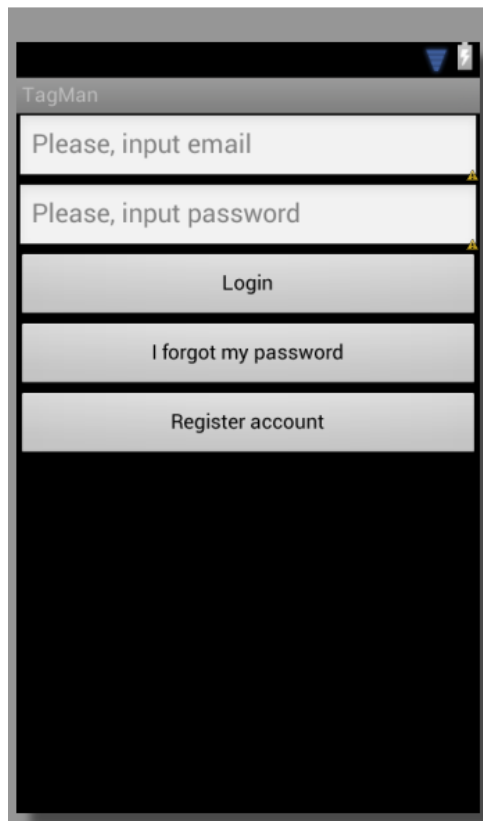 TagMan
Please, input email
Please, input password
Login
I forgot my password
Register account